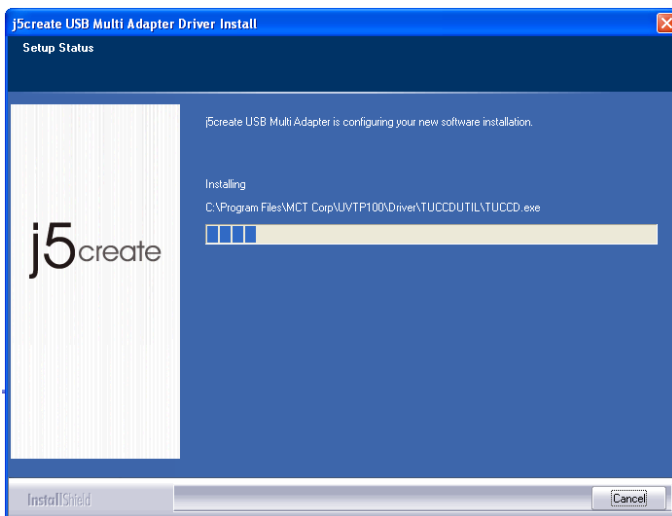 j5create USB Multi Adapter Driver Install
Setup Status
j5create USB Multi Adapter is configuring your new software installation.
Installing
C:\Program Files\MCT Corp\UVTP100\Driver\TUCCDUTIL\TUCCD.exe
j5create
InstallShield
Cancel